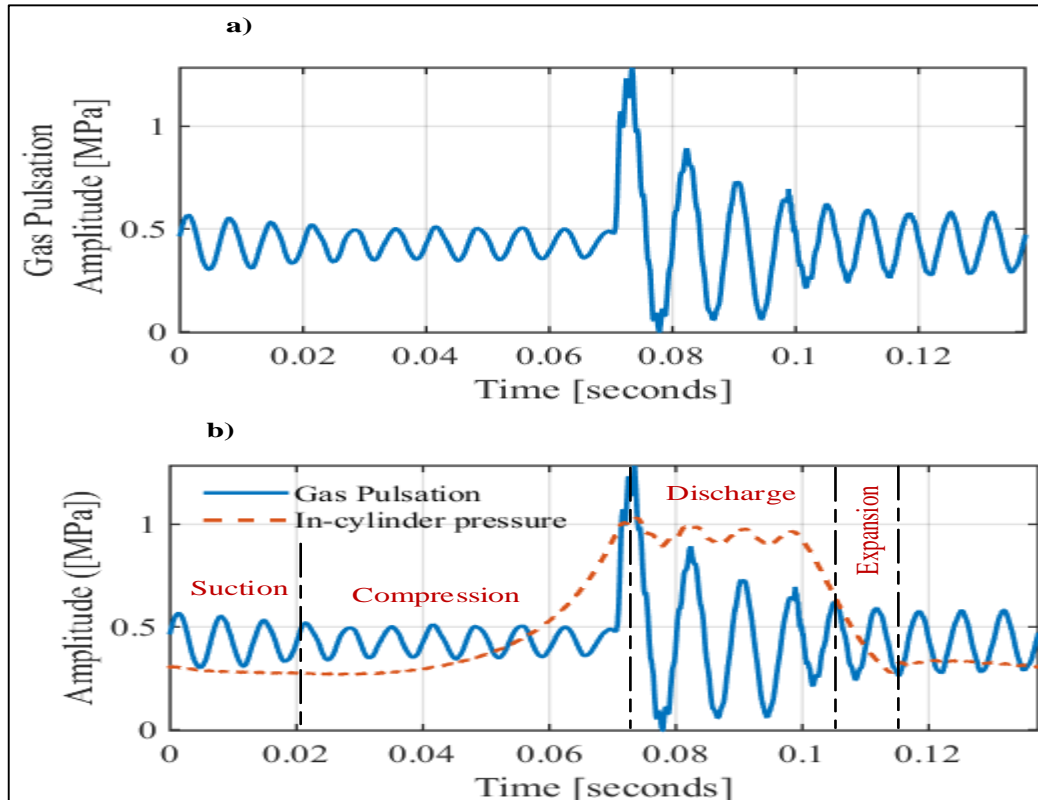 a)
Gas Pulsation
Amplitude [MPa]
1
0.5
0
0 0.02 0.04 0.06 0.08 0.1 0.12
Time [seconds]
b)
Amplitude ([MPa])
Gas Pulsation
In-cylinder pressure
Suction
Compression
Discharge
Expansion
1
0.5
0
0 0.02 0.04 0.06 0.08 0.1 0.12
Time [seconds]